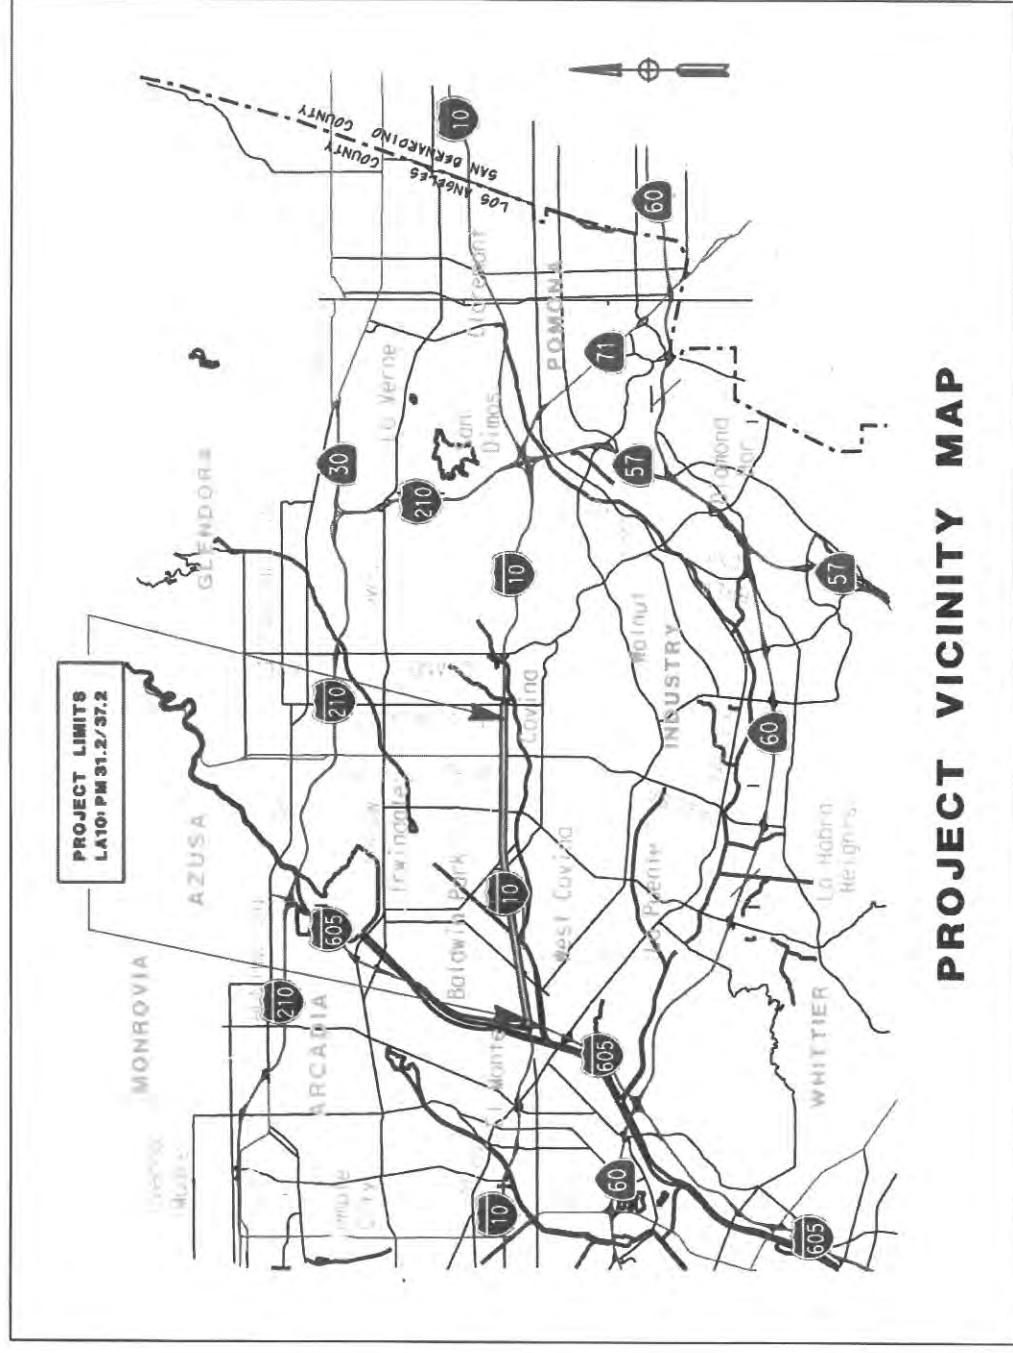 PROJECT LIMITS
LA10: PM 31.2/37.2
MONROVIA
AZUSA
GLENDORA
LOS ANGELES COUNTY
SAN BERNARDINO COUNTY
210
605
210
30
ARCADIA
Temple
City
Irwindale
La Verne
210
10
Baldwin Park
San
Dimas
Claremont
10
El Monte
10
10
West Covina
Covina
POMONA
60
605
La Puente
Walnut
INDUSTRY
57
71
60
Diamond
Bar
605
WHITTIER
La Habra
Heights
60
57
PROJECT VICINITY MAP